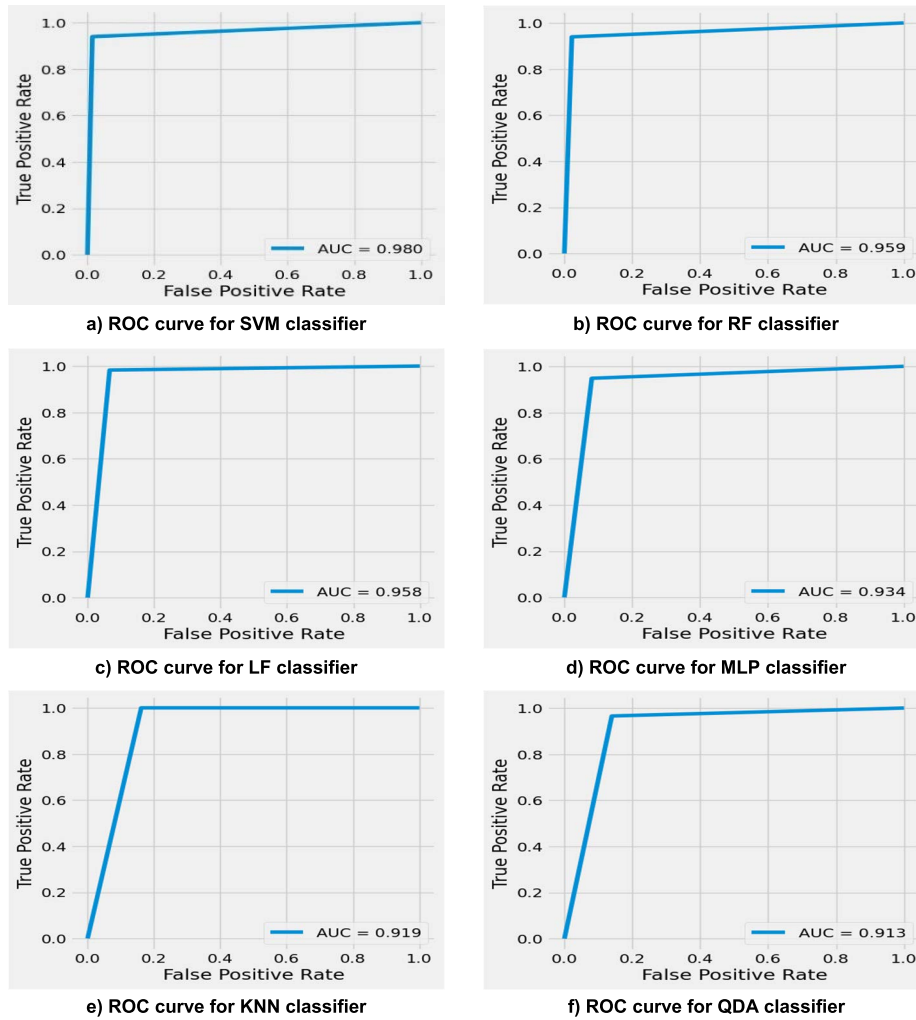 1.0
0.8
0.6
0.4
0.2
0.0
True Positive Rate
AUC = 0.980
0.0 0.2 0.4 0.6 0.8 1.0
False Positive Rate
a) ROC curve for SVM classifier
1.0
0.8
0.6
0.4
0.2
0.0
True Positive Rate
AUC = 0.959
0.0 0.2 0.4 0.6 0.8 1.0
False Positive Rate
b) ROC curve for RF classifier
1.0
0.8
0.6
0.4
0.2
0.0
True Positive Rate
AUC = 0.958
0.0 0.2 0.4 0.6 0.8 1.0
False Positive Rate
c) ROC curve for LF classifier
1.0
0.8
0.6
0.4
0.2
0.0
True Positive Rate
AUC = 0.934
0.0 0.2 0.4 0.6 0.8 1.0
False Positive Rate
d) ROC curve for MLP classifier
1.0
0.8
0.6
0.4
0.2
0.0
True Positive Rate
AUC = 0.919
0.0 0.2 0.4 0.6 0.8 1.0
False Positive Rate
e) ROC curve for KNN classifier
1.0
0.8
0.6
0.4
0.2
0.0
True Positive Rate
AUC = 0.913
0.0 0.2 0.4 0.6 0.8 1.0
False Positive Rate
f) ROC curve for QDA classifier